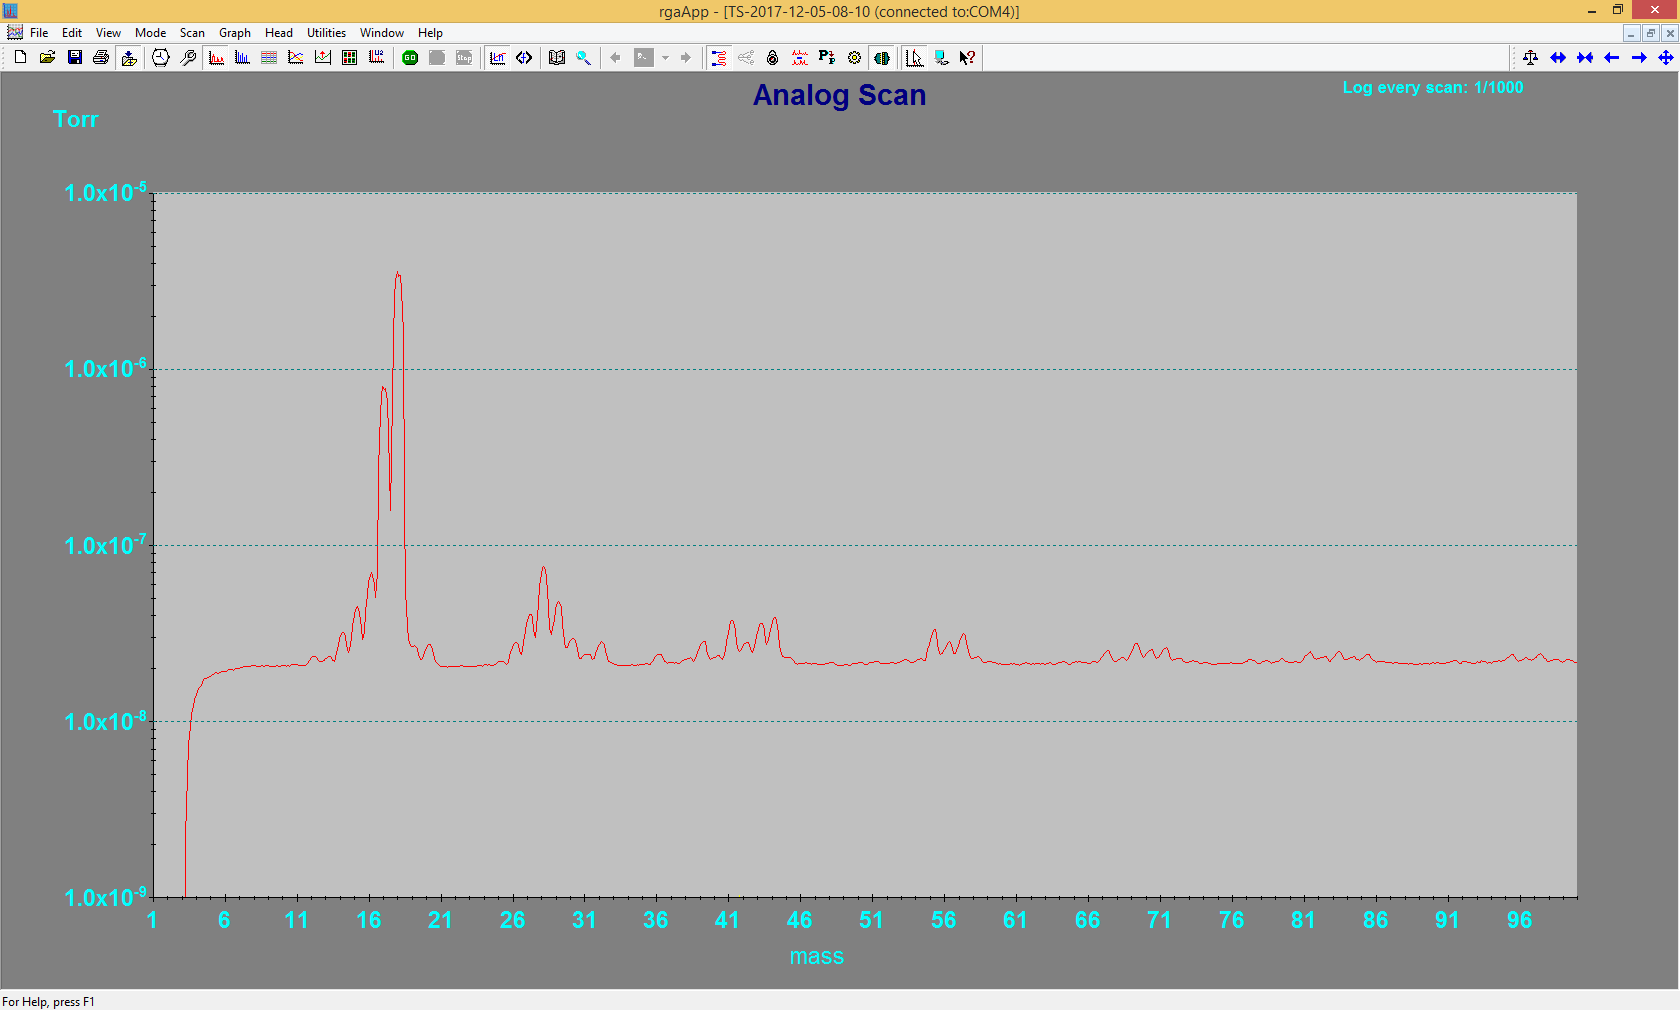 rgaApp - [TS-2017-12-05-08-10 (connected to:COM4)]
File Edit View Mode Scan Graph Head Utilities Window Help
GO Stop
Analog Scan
Log every scan: 1/1000
Torr
1.0x10⁻⁵
1.0x10⁻⁶
1.0x10⁻⁷
1.0x10⁻⁸
1.0x10⁻⁹
1 6 11 16 21 26 31 36 41 46 51 56 61 66 71 76 81 86 91 96
mass
For Help, press F1